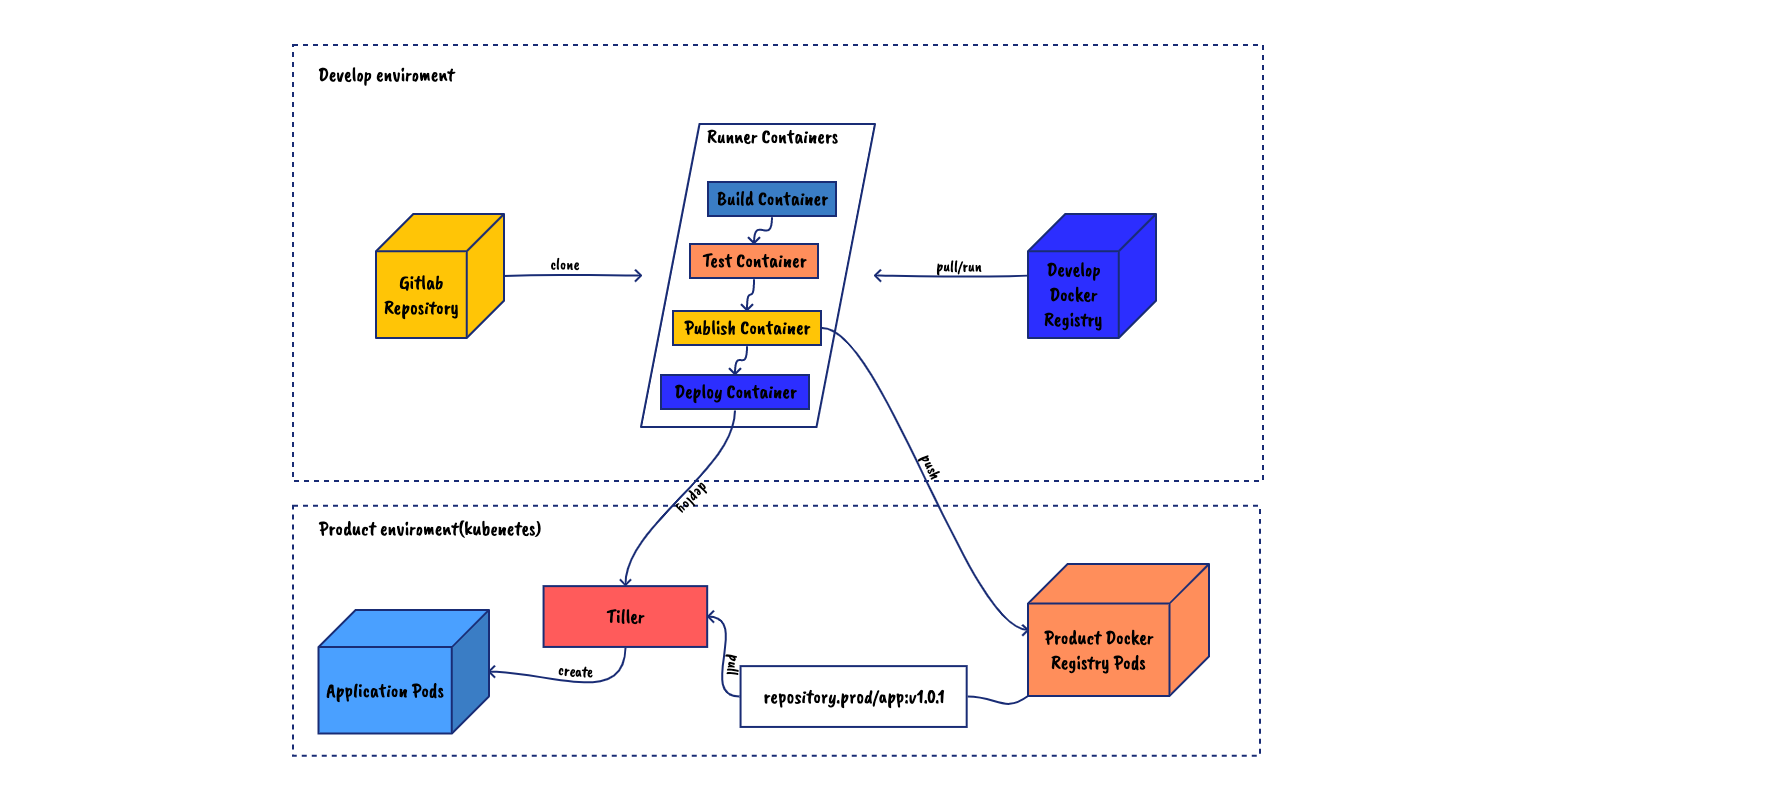 Develop enviroment
Runner Containers
Build Container
Test Container
Publish Container
Deploy Container
Gitlab
Repository
clone
pull/run
Develop
Docker
Registry
push
deploy
Product enviroment(kubenetes)
Tiller
Application Pods
create
pull
repository.prod/app:v1.0.1
Product Docker
Registry Pods